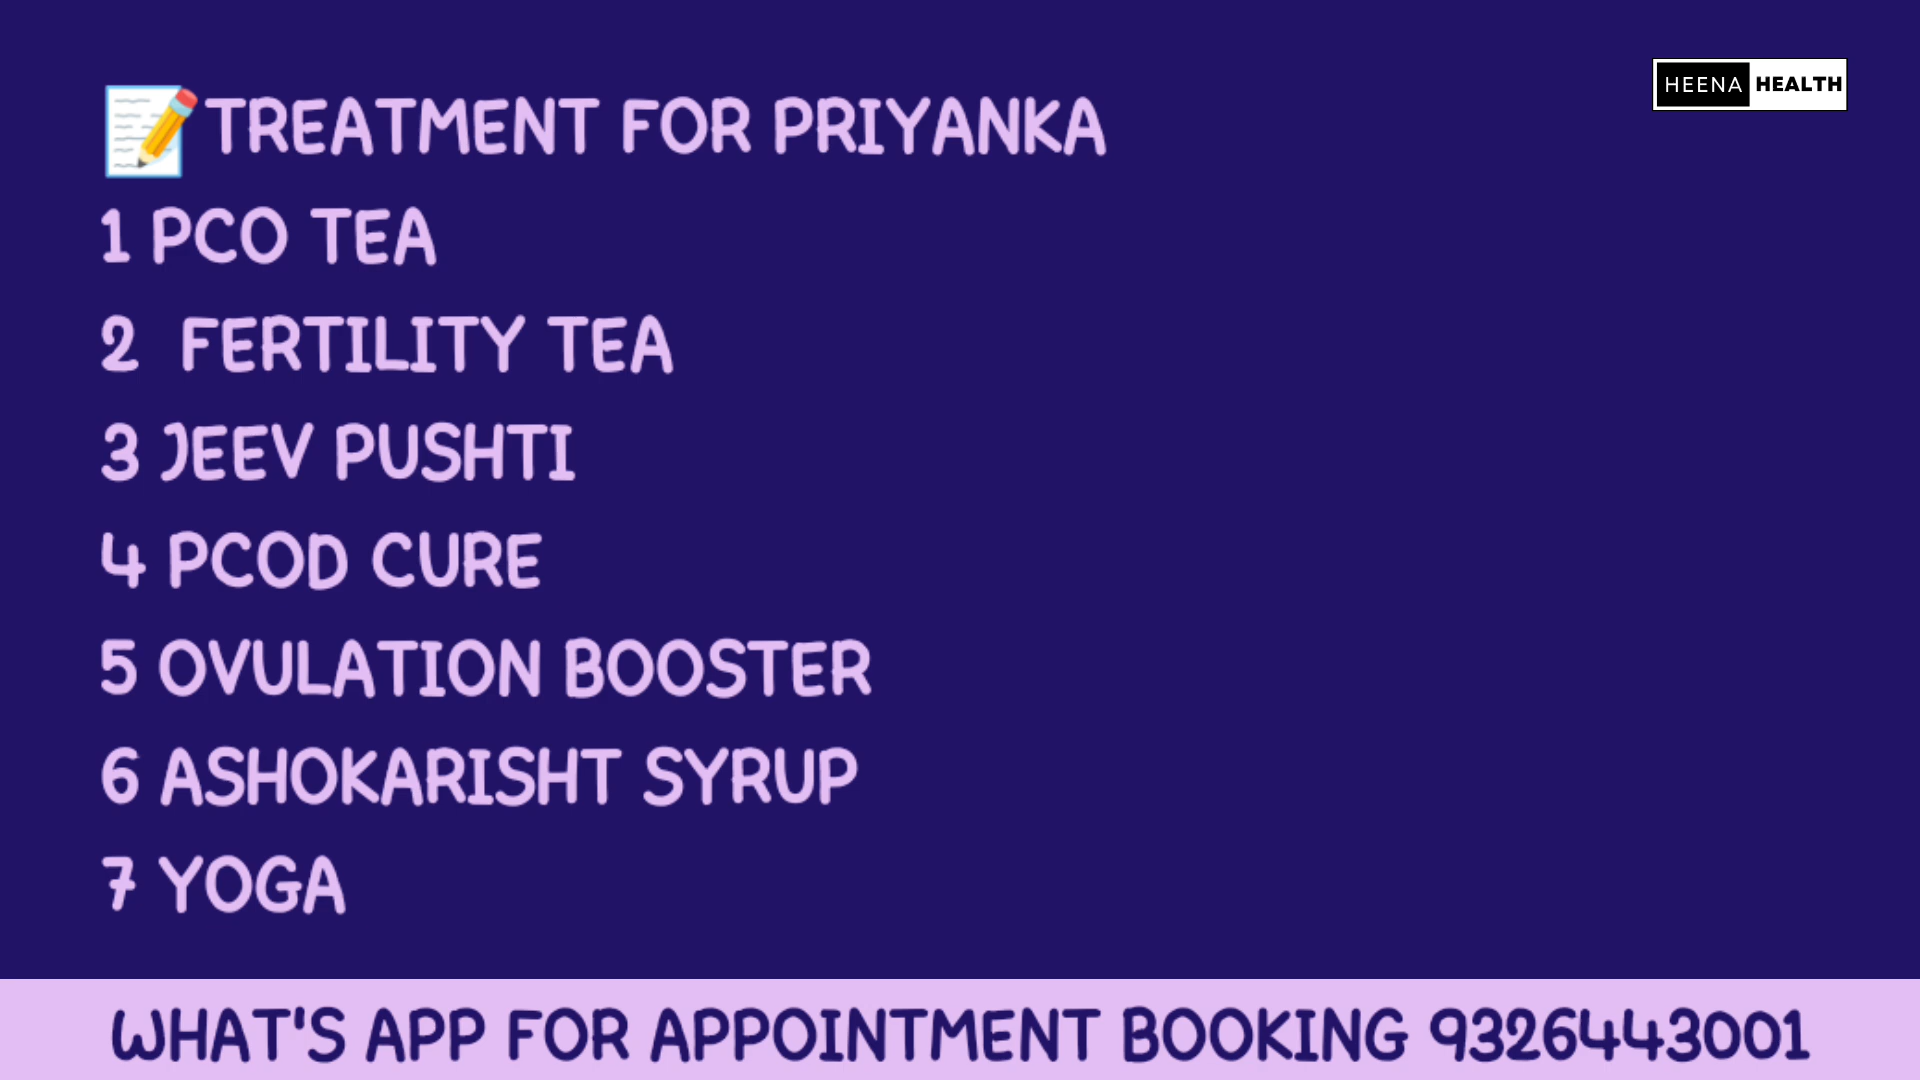 HEENA HEALTH
📝TREATMENT FOR PRIYANKA
1 PCO TEA
2 FERTILITY TEA
3 JEEV PUSHTI
4 PCOD CURE
5 OVULATION BOOSTER
6 ASHOKARISHT SYRUP
7 YOGA
WHAT'S APP FOR APPOINTMENT BOOKING 9326443001